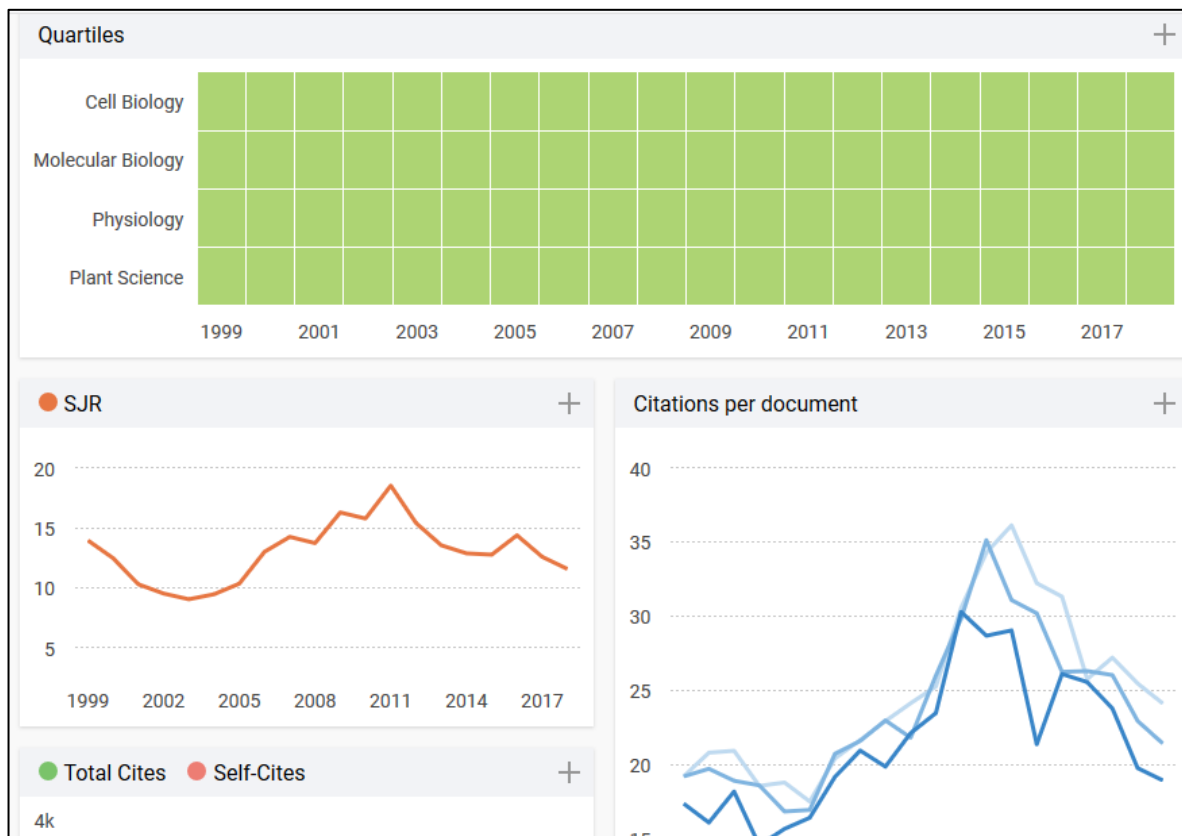 Quartiles
Cell Biology
Molecular Biology
Physiology
Plant Science
1999 2001 2003 2005 2007 2009 2011 2013 2015 2017
SJR
20
15
10
5
1999 2002 2005 2008 2011 2014 2017
Citations per document
40
35
30
25
20
15
Total Cites Self-Cites
4k